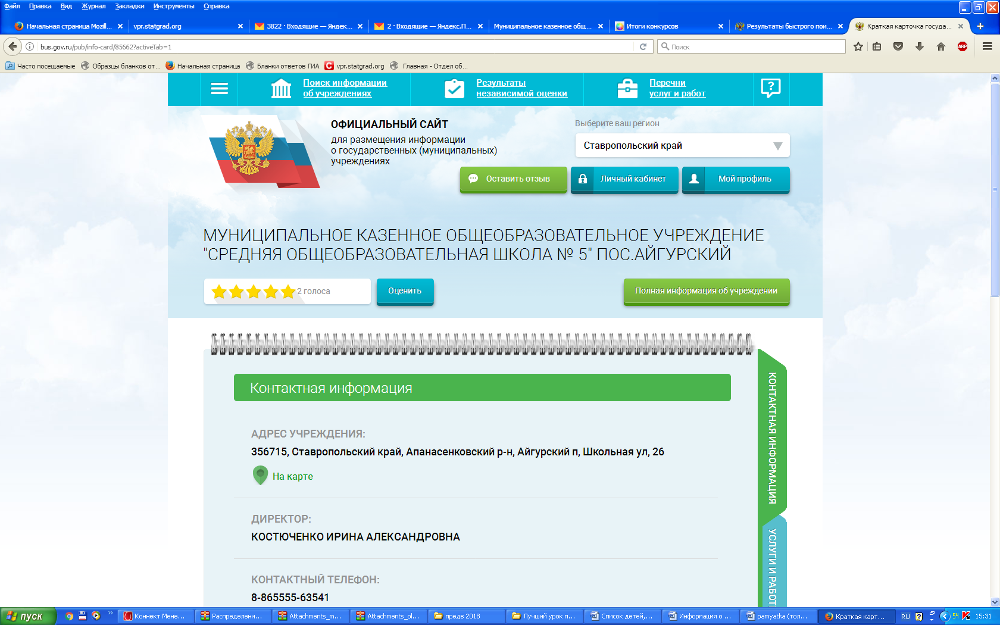 Файл Правка Вид Журнал Закладки Инструменты Справка
Начальная страница Mozill... vpr.statgrad.org 3822 · Входящие — Яндек... 2 · Входящие — Яндекс.П... Муниципальное казенное общ... Итоги конкурсов Результаты быстрого пои... Краткая карточка госуда...
bus.gov.ru/pub/info-card/85662?activeTab=1 Поиск
ABP
Часто посещаемые Образцы бланков от... Начальная страница Бланки ответов ГИА vpr.statgrad.org Главная - Отдел об...
Поиск информации
об учреждениях
Результаты
независимой оценки
Перечни
услуг и работ
?
ОФИЦИАЛЬНЫЙ САЙТ
для размещения информации
о государственных (муниципальных)
учреждениях
Выберите ваш регион
Ставропольский край
Оставить отзыв Личный кабинет Мой профиль
МУНИЦИПАЛЬНОЕ КАЗЕННОЕ ОБЩЕОБРАЗОВАТЕЛЬНОЕ УЧРЕЖДЕНИЕ
"СРЕДНЯЯ ОБЩЕОБРАЗОВАТЕЛЬНАЯ ШКОЛА № 5" ПОС.АЙГУРСКИЙ
2 голоса Оценить Полная информация об учреждении
Контактная информация
АДРЕС УЧРЕЖДЕНИЯ:
356715, Ставропольский край, Апанасенковский р-н, Айгурский п, Школьная ул, 26
На карте
ДИРЕКТОР:
КОСТЮЧЕНКО ИРИНА АЛЕКСАНДРОВНА
КОНТАКТНЫЙ ТЕЛЕФОН:
8-865555-63541
КОНТАКТНАЯ ИНФОРМАЦИЯ
УСЛУГИ И РАБОТ
пуск Коннект Мене... Распределени... Attachments_m... Attachments_ol... предв 2018 Лучший урок п... Список детей,... Информация о ... pamyatka (тол... Краткая карт... RU 54 15:31